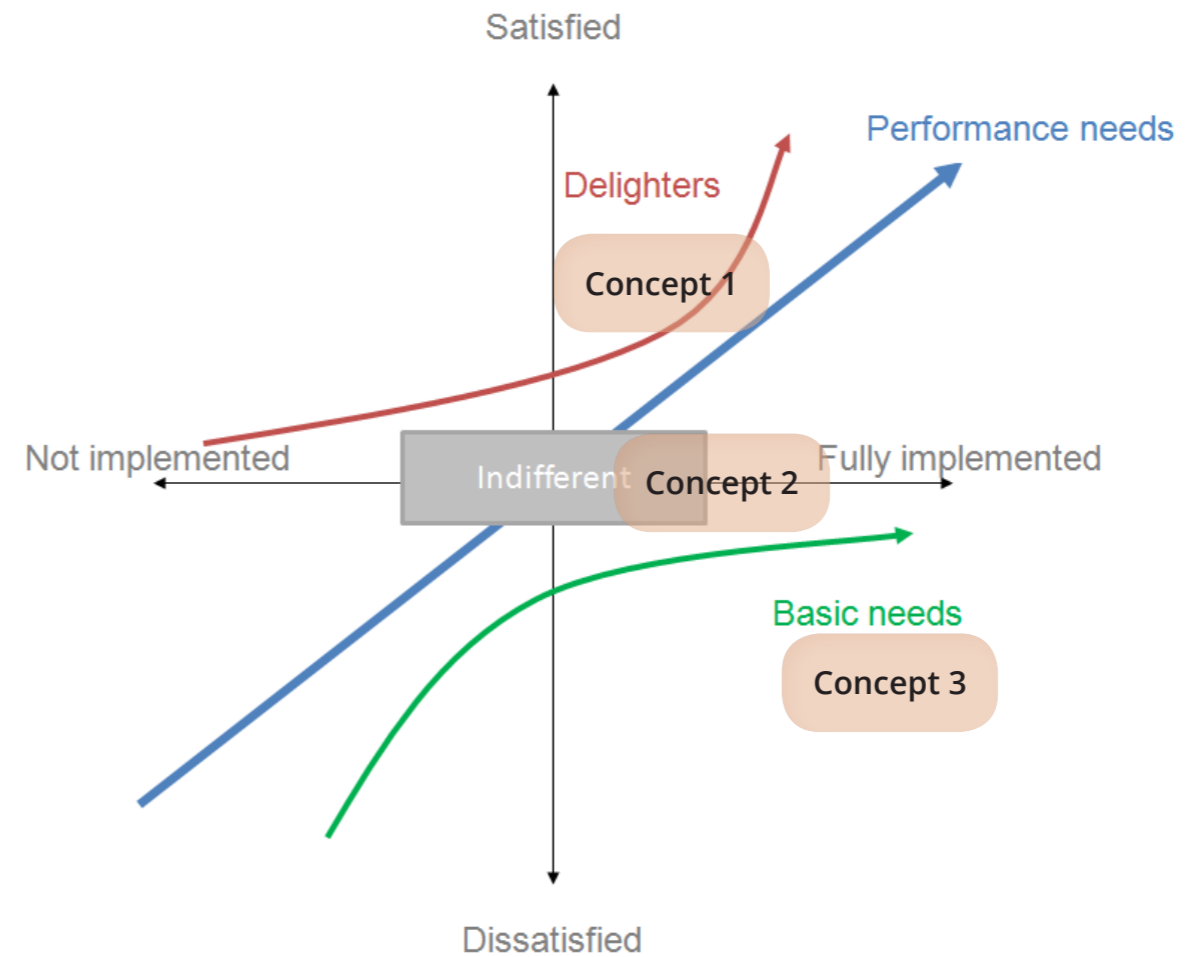 Satisfied
Performance needs
Delighters
Concept 1
Not implemented
Fully implemented
Indifferent
Concept 2
Basic needs
Concept 3
Dissatisfied